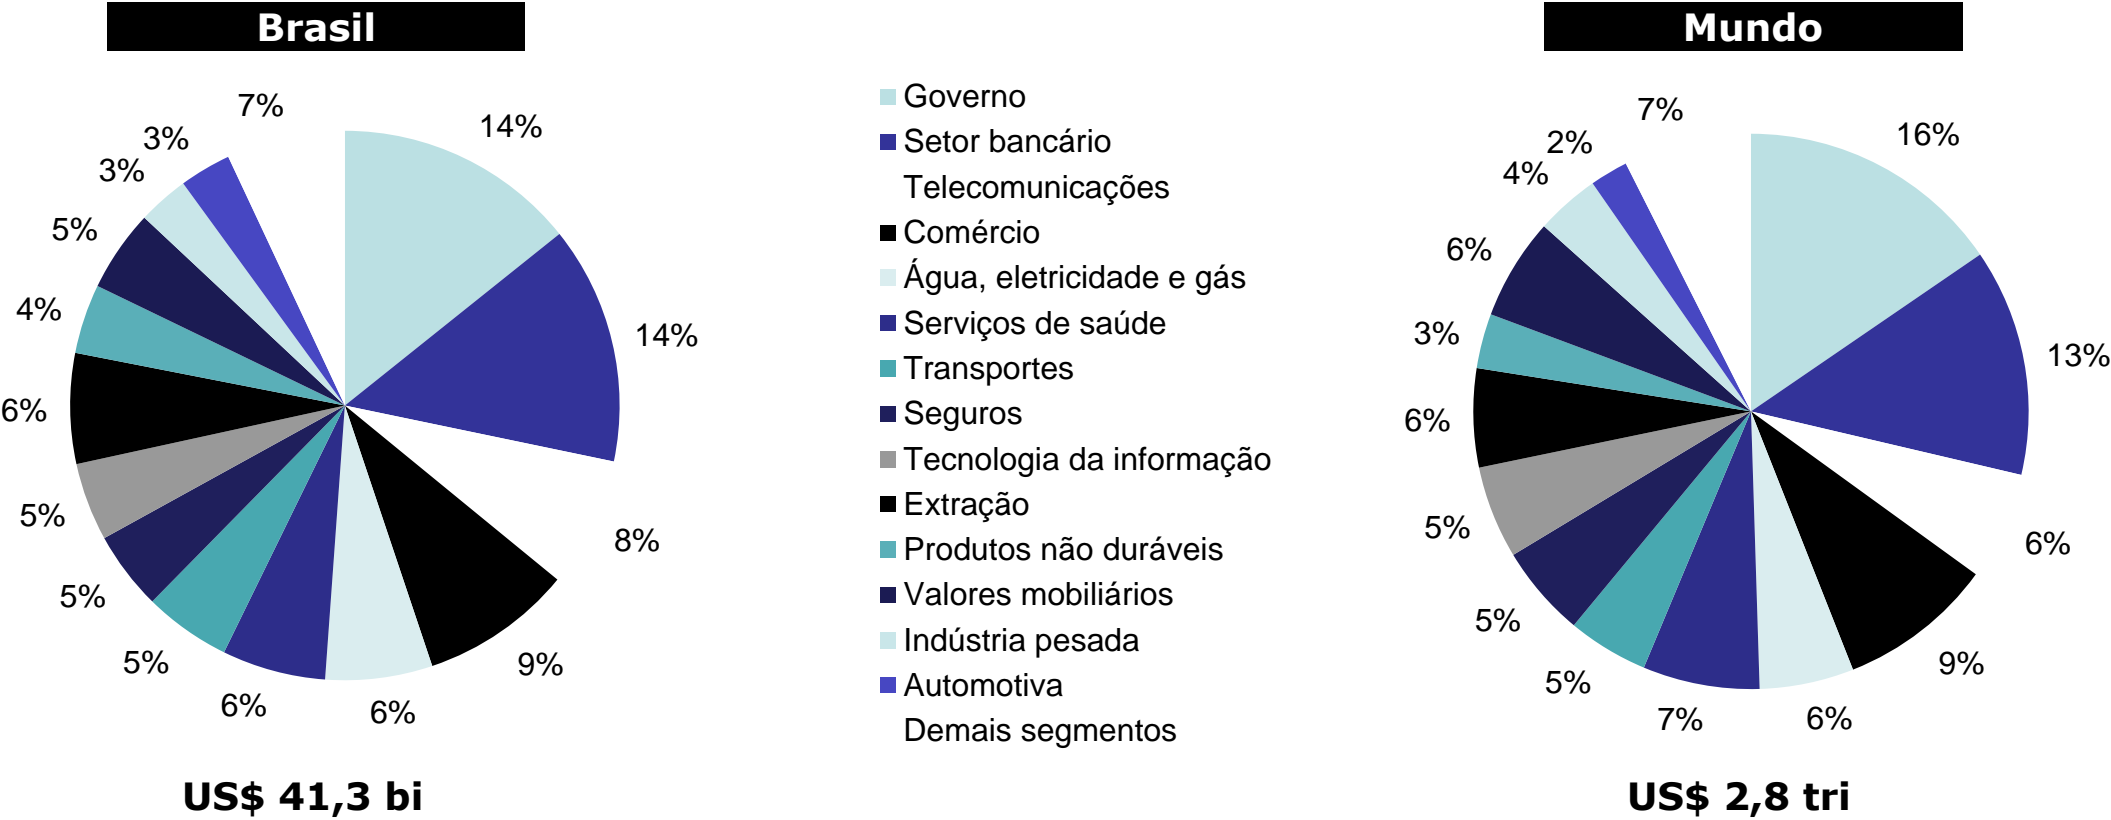 Brasil
14%
14%
8%
9%
6%
6%
5%
5%
5%
6%
4%
5%
3%
3%
7%
US$ 41,3 bi
Governo
Setor bancário
Telecomunicações
Comércio
Água, eletricidade e gás
Serviços de saúde
Transportes
Seguros
Tecnologia da informação
Extração
Produtos não duráveis
Valores mobiliários
Indústria pesada
Automotiva
Demais segmentos
Mundo
16%
13%
6%
9%
6%
7%
5%
5%
5%
6%
3%
6%
4%
2%
7%
US$ 2,8 tri